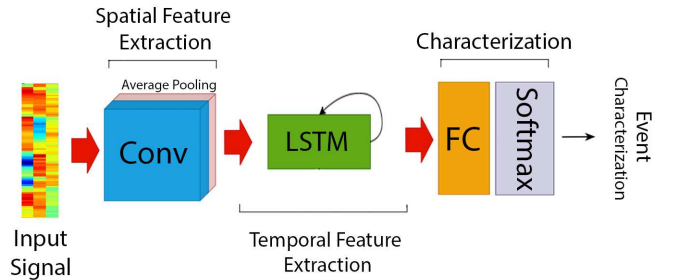 Spatial Feature
Extraction
Average Pooling
Conv
Input
Signal
LSTM
Temporal Feature
Extraction
Characterization
FC
Softmax
Event
Characterization